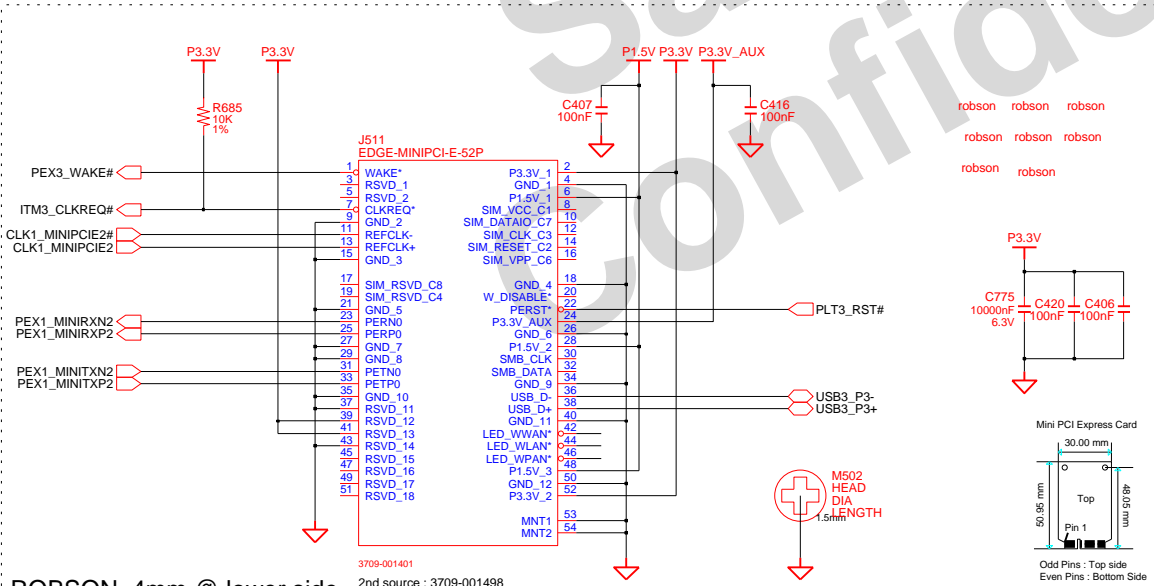 P3.3V P3.3V P1.5V P3.3V P3.3V_AUX
R685
10K
1%
C407
100nF
C416
100nF
robson robson robson
robson robson robson
robson robson
Confide
J511
EDGE-MINIPCI-E-52P
PEX3_WAKE# 1 WAKE* P3.3V_1 2
3 RSVD_1 GND_1 4
5 RSVD_2 P1.5V_1 6
ITM3_CLKREQ# 7 CLKREQ* SIM_VCC_C1 8
9 GND_2 SIM_DATAIO_C7 10
CLK1_MINIPCIE2# 11 REFCLK- SIM_CLK_C3 12
CLK1_MINIPCIE2 13 REFCLK+ SIM_RESET_C2 14
15 GND_3 SIM_VPP_C6 16
17 SIM_RSVD_C8 GND_4 18
19 SIM_RSVD_C4 W_DISABLE* 20
21 GND_5 PERST* 22 PLT3_RST#
PEX1_MINIRXN2 23 PERN0 P3.3V_AUX 24
PEX1_MINIRXP2 25 PERP0 GND_6 26
27 GND_7 P1.5V_2 28
29 GND_8 SMB_CLK 30
PEX1_MINITXN2 31 PETN0 SMB_DATA 32
PEX1_MINITXP2 33 PETP0 GND_9 34
35 GND_10 USB_D- 36 USB3_P3-
37 RSVD_11 USB_D+ 38 USB3_P3+
39 RSVD_12 GND_11 40
41 RSVD_13 LED_WWAN* 42
43 RSVD_14 LED_WLAN* 44
45 RSVD_15 LED_WPAN* 46
47 RSVD_16 P1.5V_3 48
49 RSVD_17 GND_12 50
51 RSVD_18 P3.3V_2 52
MNT1 53
MNT2 54
3709-001401
2nd source : 3709-001498
P3.3V
C775
10000nF
6.3V
C420
100nF
C406
100nF
M502
HEAD
DIA
LENGTH
1.5mm
Mini PCI Express Card
30.00 mm
50.95 mm
48.05 mm
Top
Pin 1
Odd Pins : Top side
Even Pins : Bottom Side